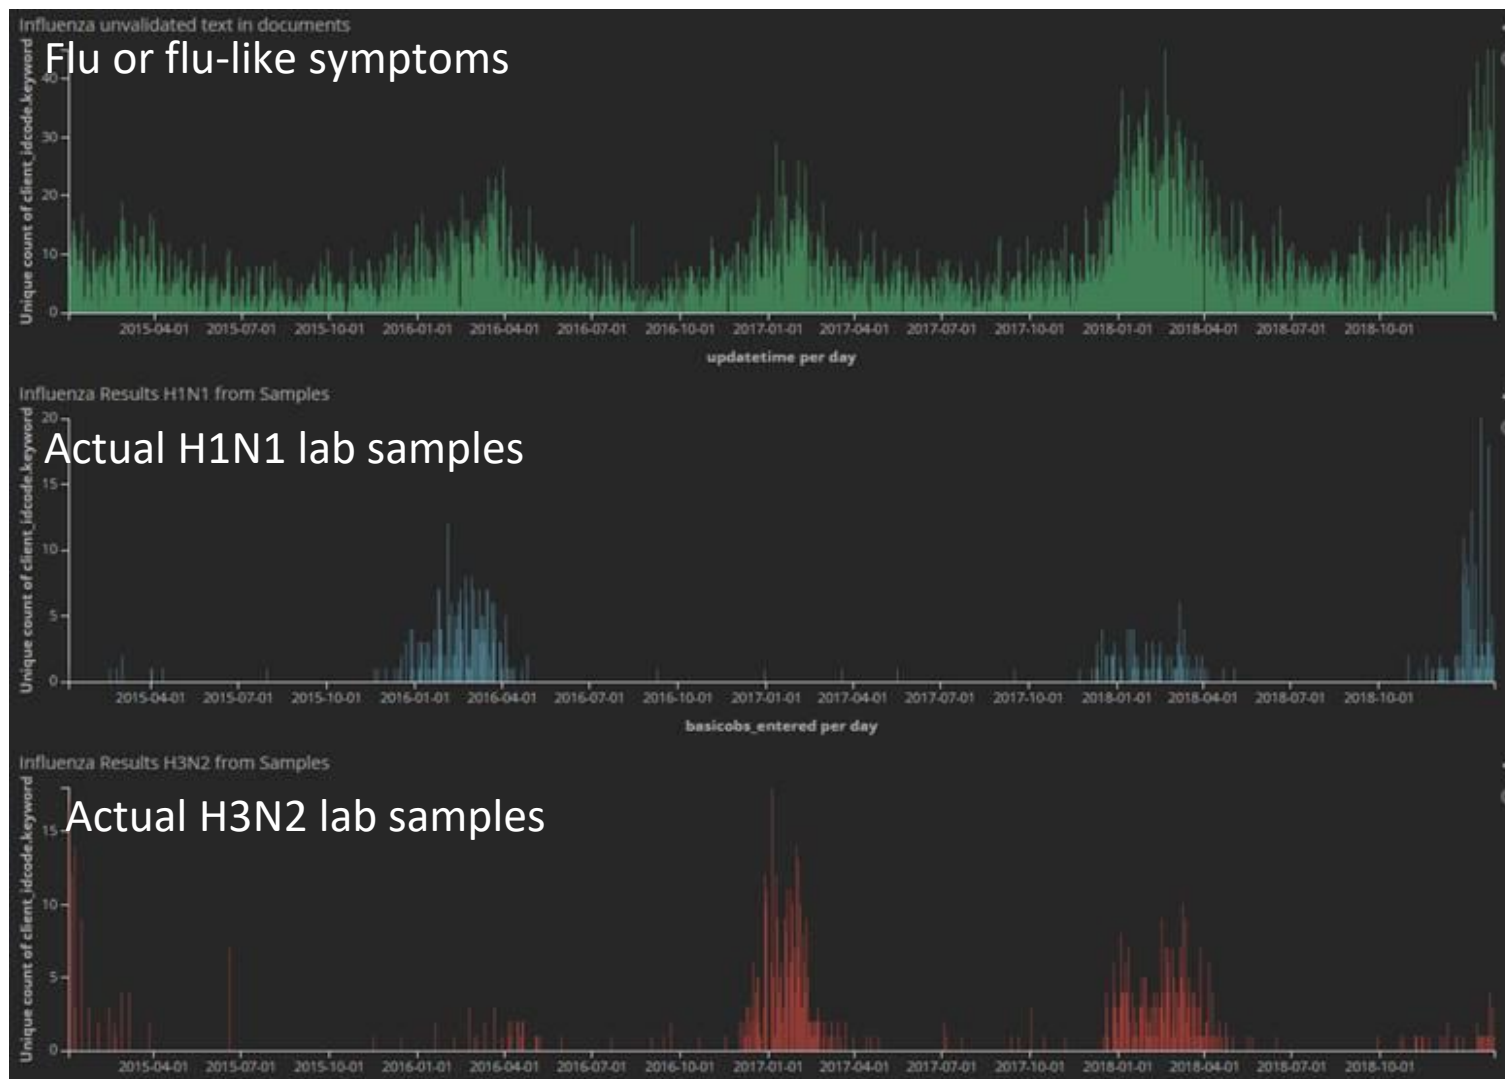 Influenza unvalidated text in documents
Flu or flu-like symptoms
Unique count of client_idcode.keyword
40
30
20
10
0
2015-04-01 2015-07-01 2015-10-01 2016-01-01 2016-04-01 2016-07-01 2016-10-01 2017-01-01 2017-04-01 2017-07-01 2017-10-01 2018-01-01 2018-04-01 2018-07-01 2018-10-01
updatetime per day
Influenza Results H1N1 from Samples
Actual H1N1 lab samples
Unique count of client_idcode.keyword
20
15
10
5
0
2015-04-01 2015-07-01 2015-10-01 2016-01-01 2016-04-01 2016-07-01 2016-10-01 2017-01-01 2017-04-01 2017-07-01 2017-10-01 2018-01-01 2018-04-01 2018-07-01 2018-10-01
basicobs_entered per day
Influenza Results H3N2 from Samples
Actual H3N2 lab samples
Unique count of client_idcode.keyword
15
10
5
0
2015-04-01 2015-07-01 2015-10-01 2016-01-01 2016-04-01 2016-07-01 2016-10-01 2017-01-01 2017-04-01 2017-07-01 2017-10-01 2018-01-01 2018-04-01 2018-07-01 2018-10-01